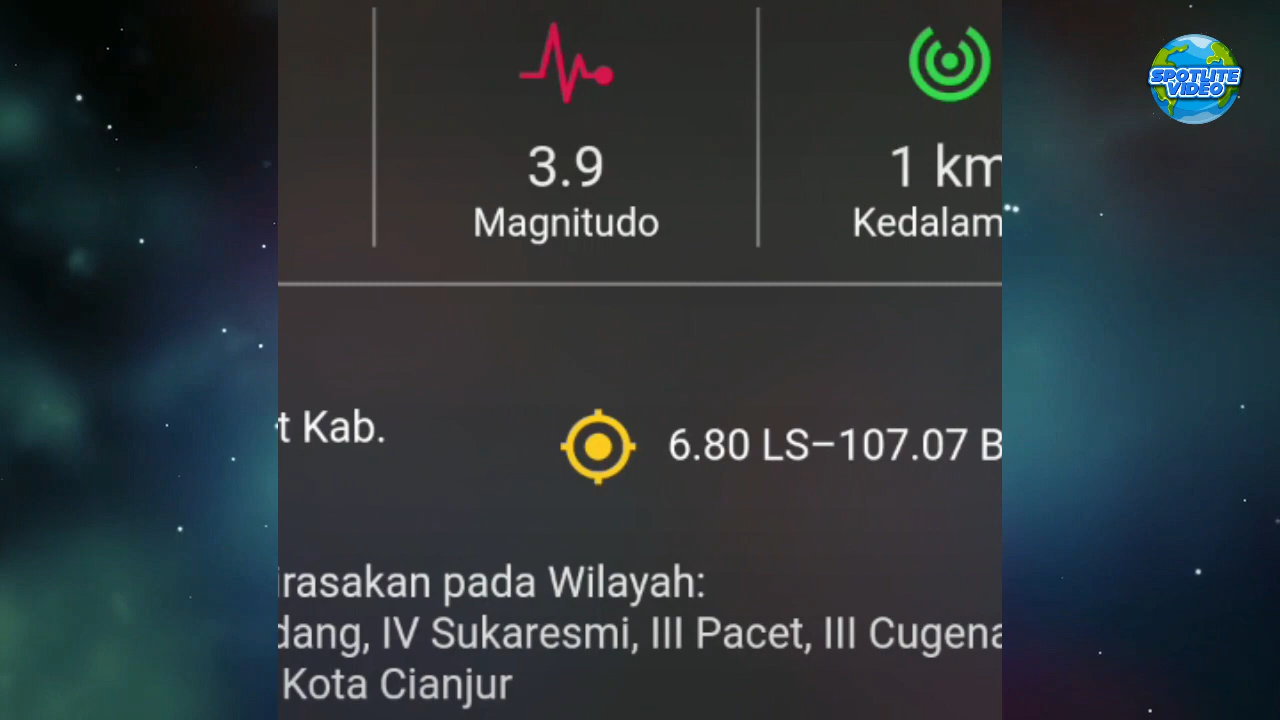 SPOTLITE
VIDEO
3.9
1 km
Magnitudo
Kedalam
t Kab.
6.80 LS–107.07 B
irasakan pada Wilayah:
dang, IV Sukaresmi, III Pacet, III Cugena
Kota Cianjur